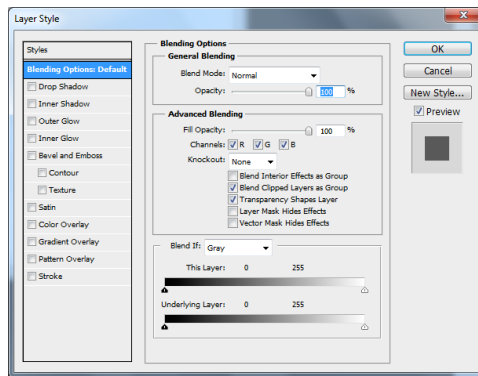 Layer Style
Styles
Blending Options: Default
Drop Shadow
Inner Shadow
Outer Glow
Inner Glow
Bevel and Emboss
Contour
Texture
Satin
Color Overlay
Gradient Overlay
Pattern Overlay
Stroke
Blending Options
General Blending
Blend Mode: Normal
Opacity: 100 %
Advanced Blending
Fill Opacity: 100 %
Channels: R G B
Knockout: None
Blend Interior Effects as Group
Blend Clipped Layers as Group
Transparency Shapes Layer
Layer Mask Hides Effects
Vector Mask Hides Effects
Blend If: Gray
This Layer: 0 255
Underlying Layer: 0 255
OK
Cancel
New Style...
Preview